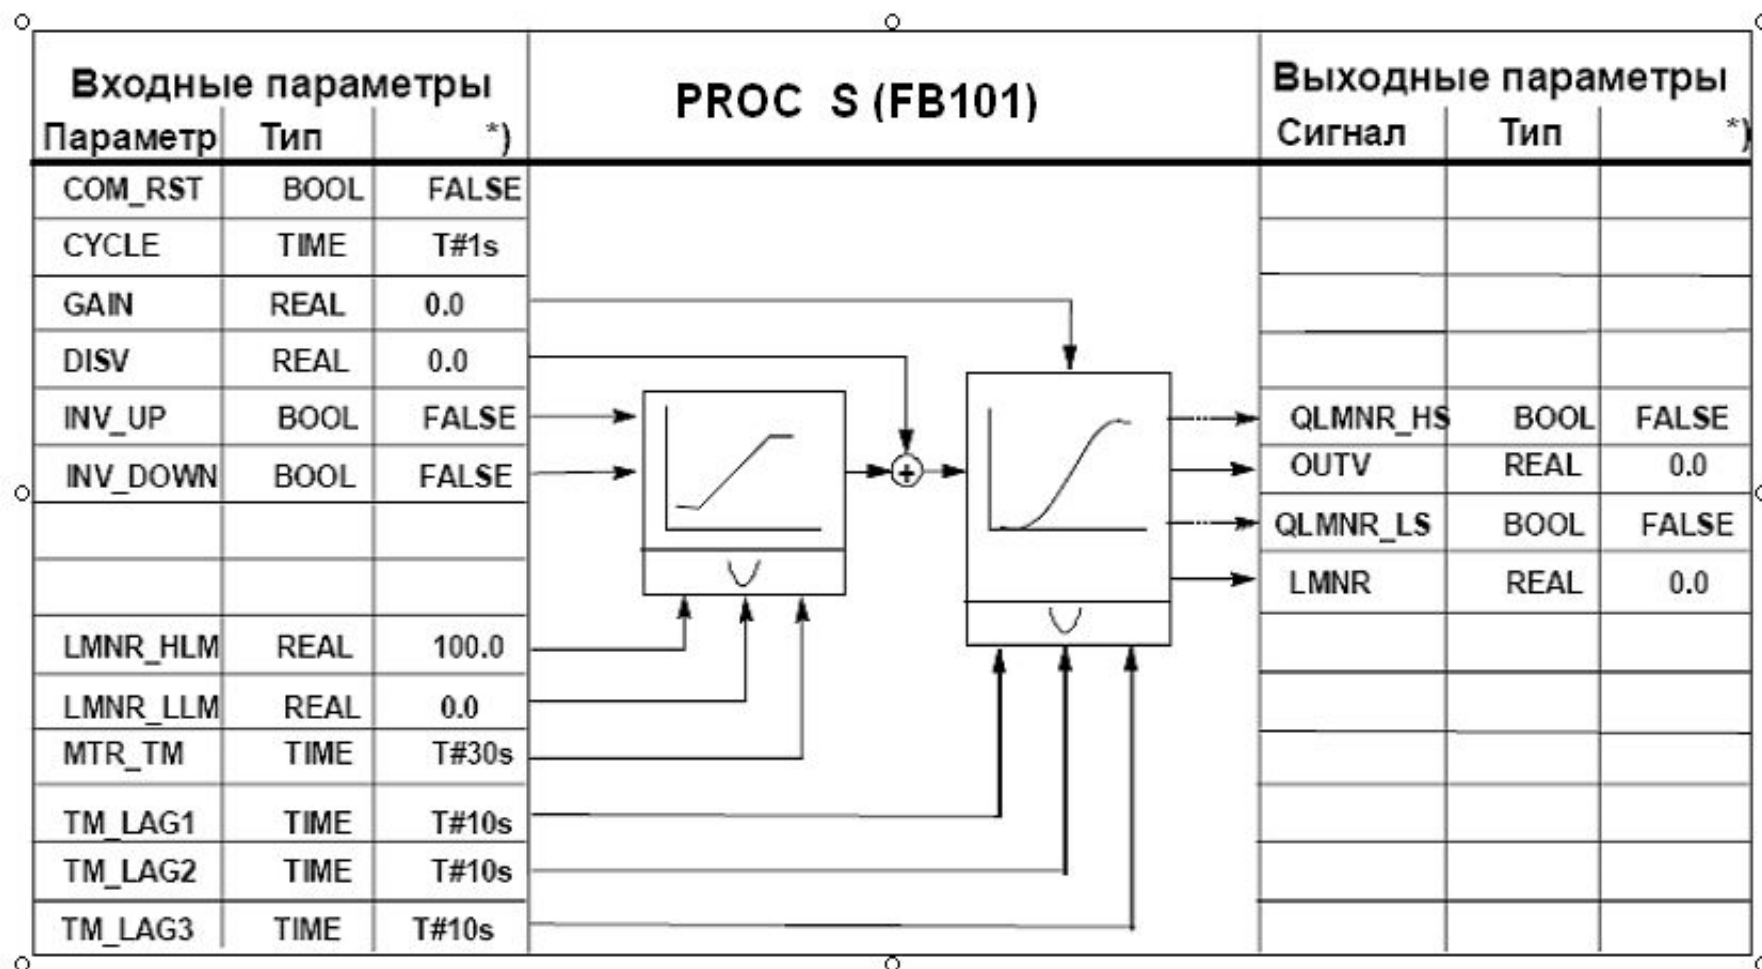 Входные параметры PROC S (FB101) Выходные параметры
Параметр Тип *) Сигнал Тип *)
COM_RST BOOL FALSE
CYCLE TIME T#1s
GAIN REAL 0.0
DISV REAL 0.0
INV_UP BOOL FALSE QLMNR_HS BOOL FALSE
INV_DOWN BOOL FALSE + OUTV REAL 0.0
QLMNR_LS BOOL FALSE
LMNR REAL 0.0
LMNR_HLM REAL 100.0
LMNR_LLM REAL 0.0
MTR_TM TIME T#30s
TM_LAG1 TIME T#10s
TM_LAG2 TIME T#10s
TM_LAG3 TIME T#10s